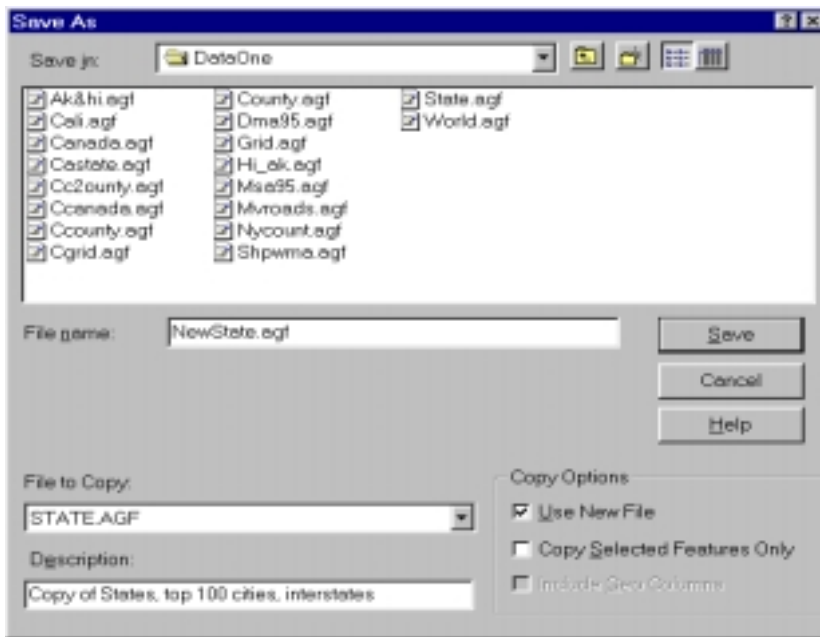 Save As
Save in: DataOne
Ak&hi.agf
Cali.agf
Canada.agf
Castate.agf
Cc2ounty.agf
Ccanada.agf
Ccounty.agf
Cgrid.agf
County.agf
Dma95.agf
Grid.agf
Hi_ak.agf
Msa95.agf
Mvroads.agf
Nycount.agf
Shpwma.agf
State.agf
World.agf
File name: NewState.agf
Save
Cancel
Help
File to Copy:
STATE.AGF
Description:
Copy of States, top 100 cities, interstates
Copy Options
Use New File
Copy Selected Features Only
Include Geo Columns